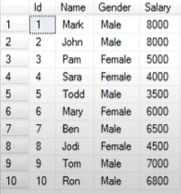 Id Name Gender Salary
1 1 Mark Male 8000
2 2 John Male 8000
3 3 Pam Female 5000
4 4 Sara Female 4000
5 5 Todd Male 3500
6 6 Mary Female 6000
7 7 Ben Male 6500
8 8 Jodi Female 4500
9 9 Tom Male 7000
10 10 Ron Male 6800